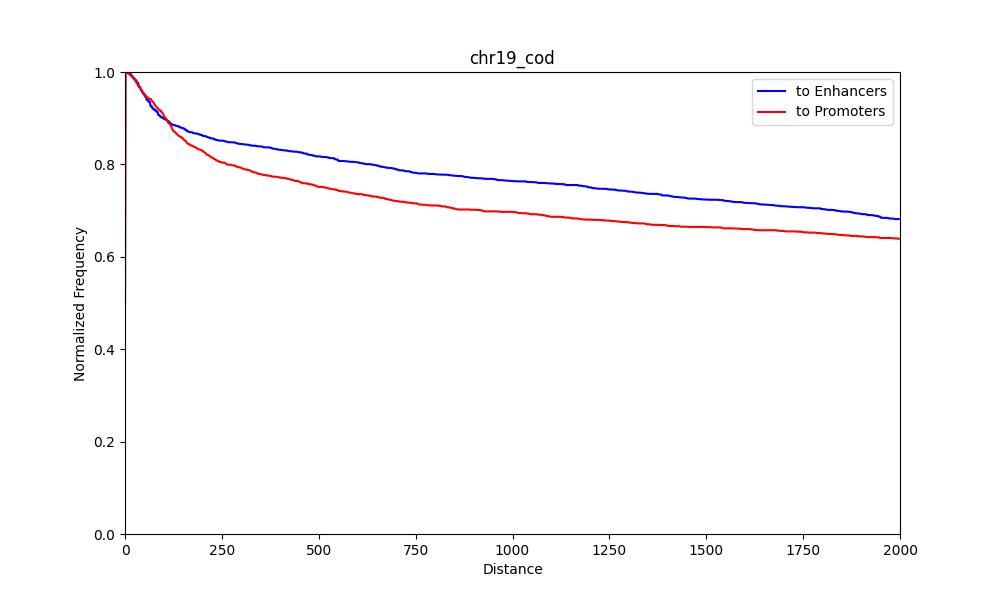 chr19_cod
1.0
0.8
0.6
0.4
0.2
0.0
Normalized Frequency
to Enhancers
to Promoters
0 250 500 750 1000 1250 1500 1750 2000
Distance